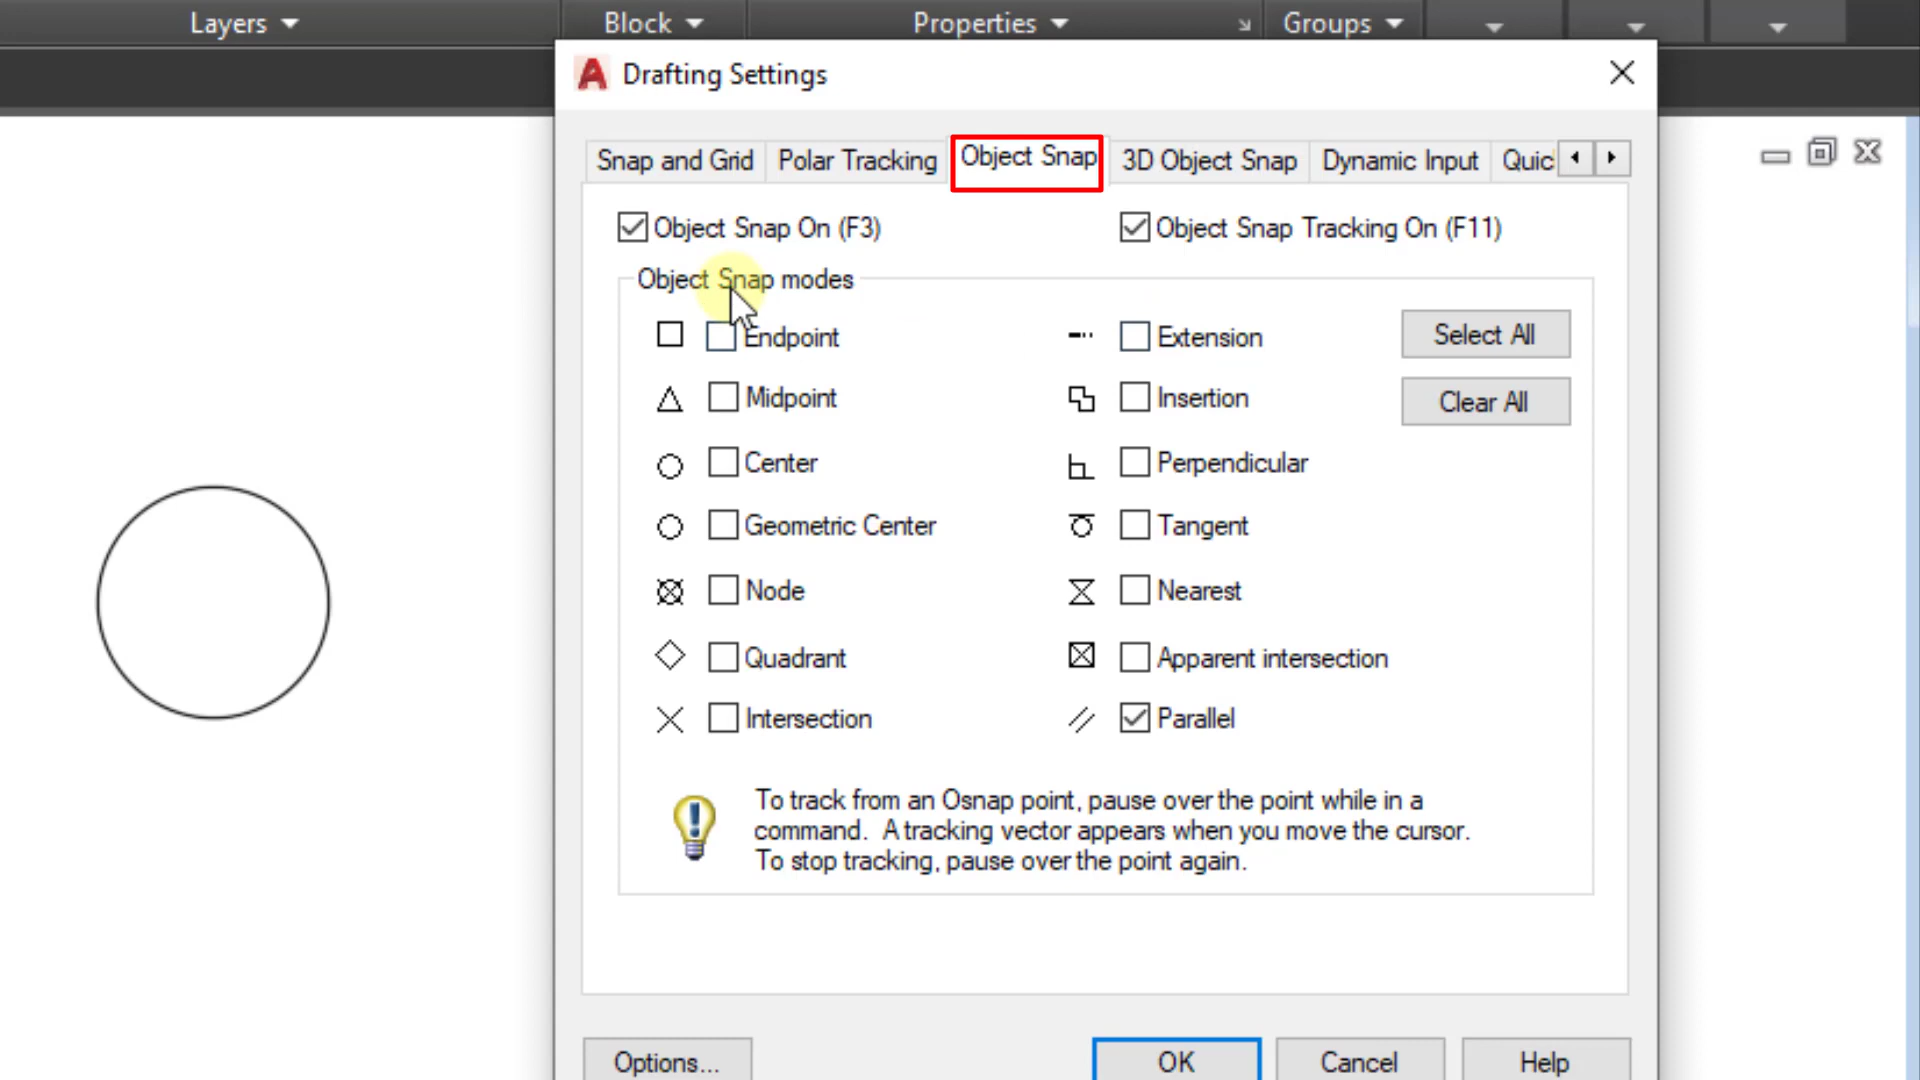 Layers
Block
Properties
Groups
Drafting Settings
Snap and Grid
Polar Tracking
Object Snap
3D Object Snap
Dynamic Input
Quic
Object Snap On (F3)
Object Snap Tracking On (F11)
Object Snap modes
Endpoint
Extension
Select All
Midpoint
Insertion
Clear All
Center
Perpendicular
Geometric Center
Tangent
Node
Nearest
Quadrant
Apparent intersection
Intersection
Parallel
To track from an Osnap point, pause over the point while in a
command. A tracking vector appears when you move the cursor.
To stop tracking, pause over the point again.
Options...
OK
Cancel
Help